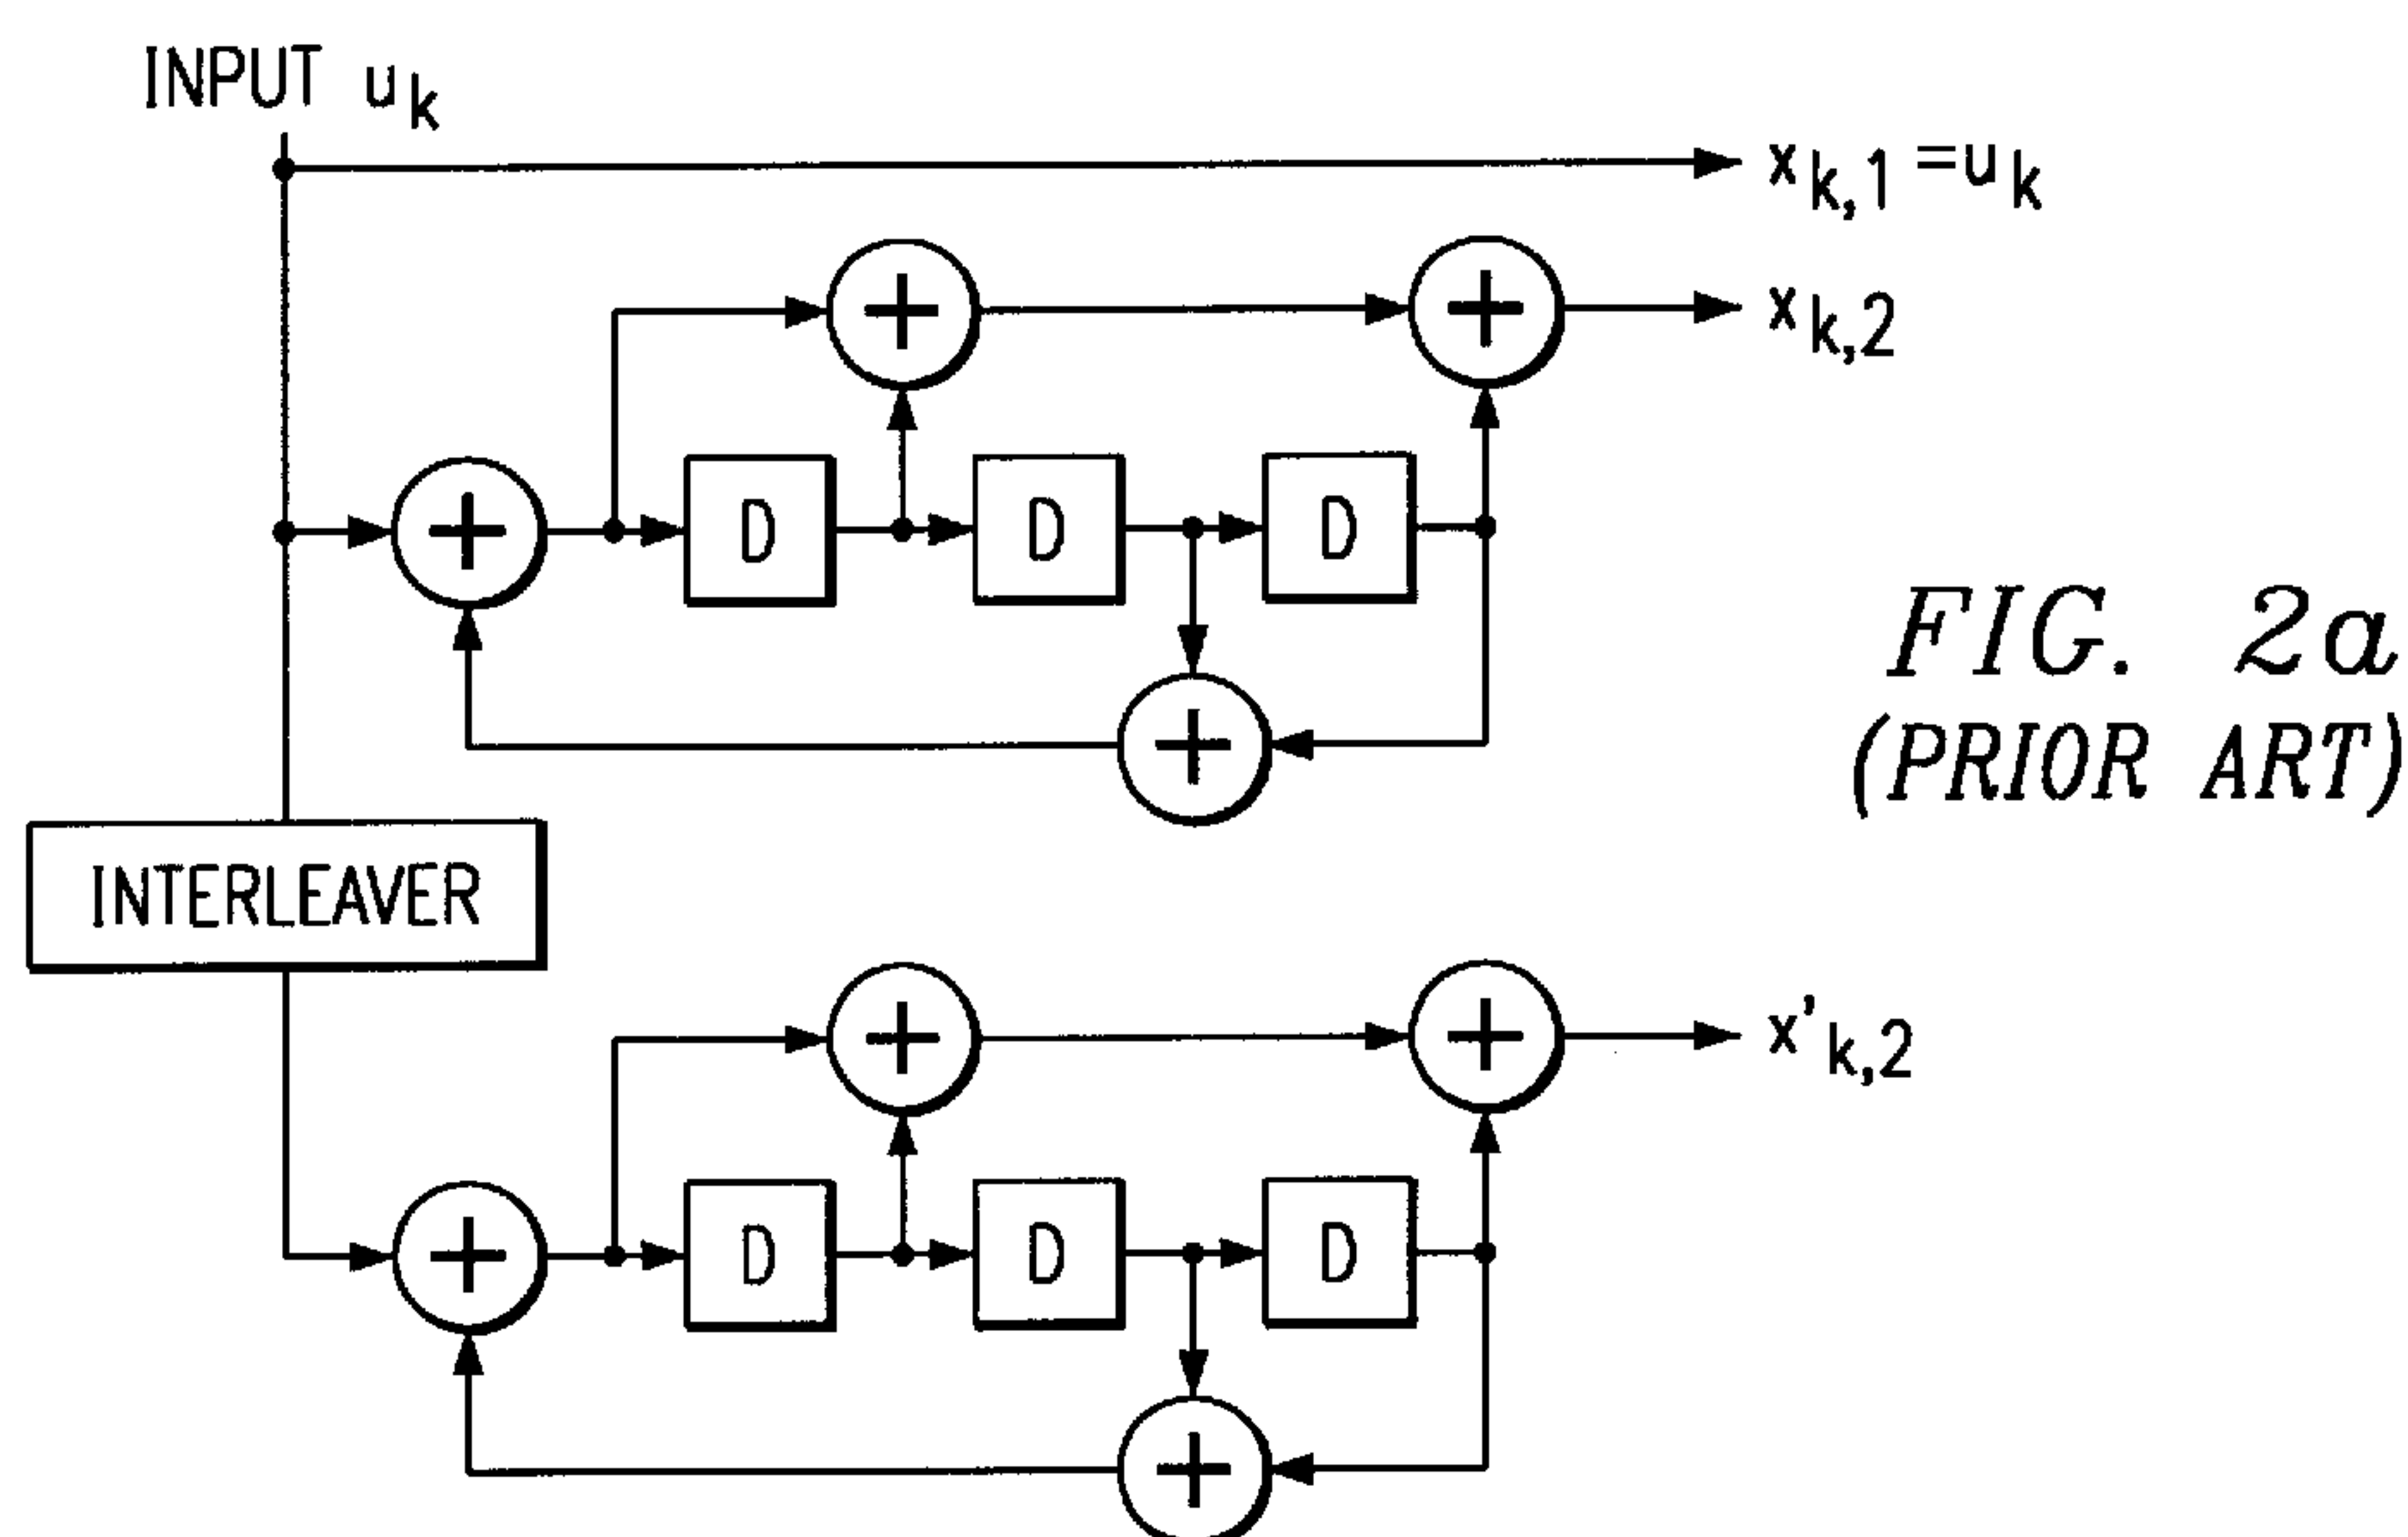 INPUT u_k
x_k,1 = u_k
+ +
x_k,2
+ D D D
FIG. 2a
+
(PRIOR ART)
INTERLEAVER
+ +
x'_k,2
+ D D D
+